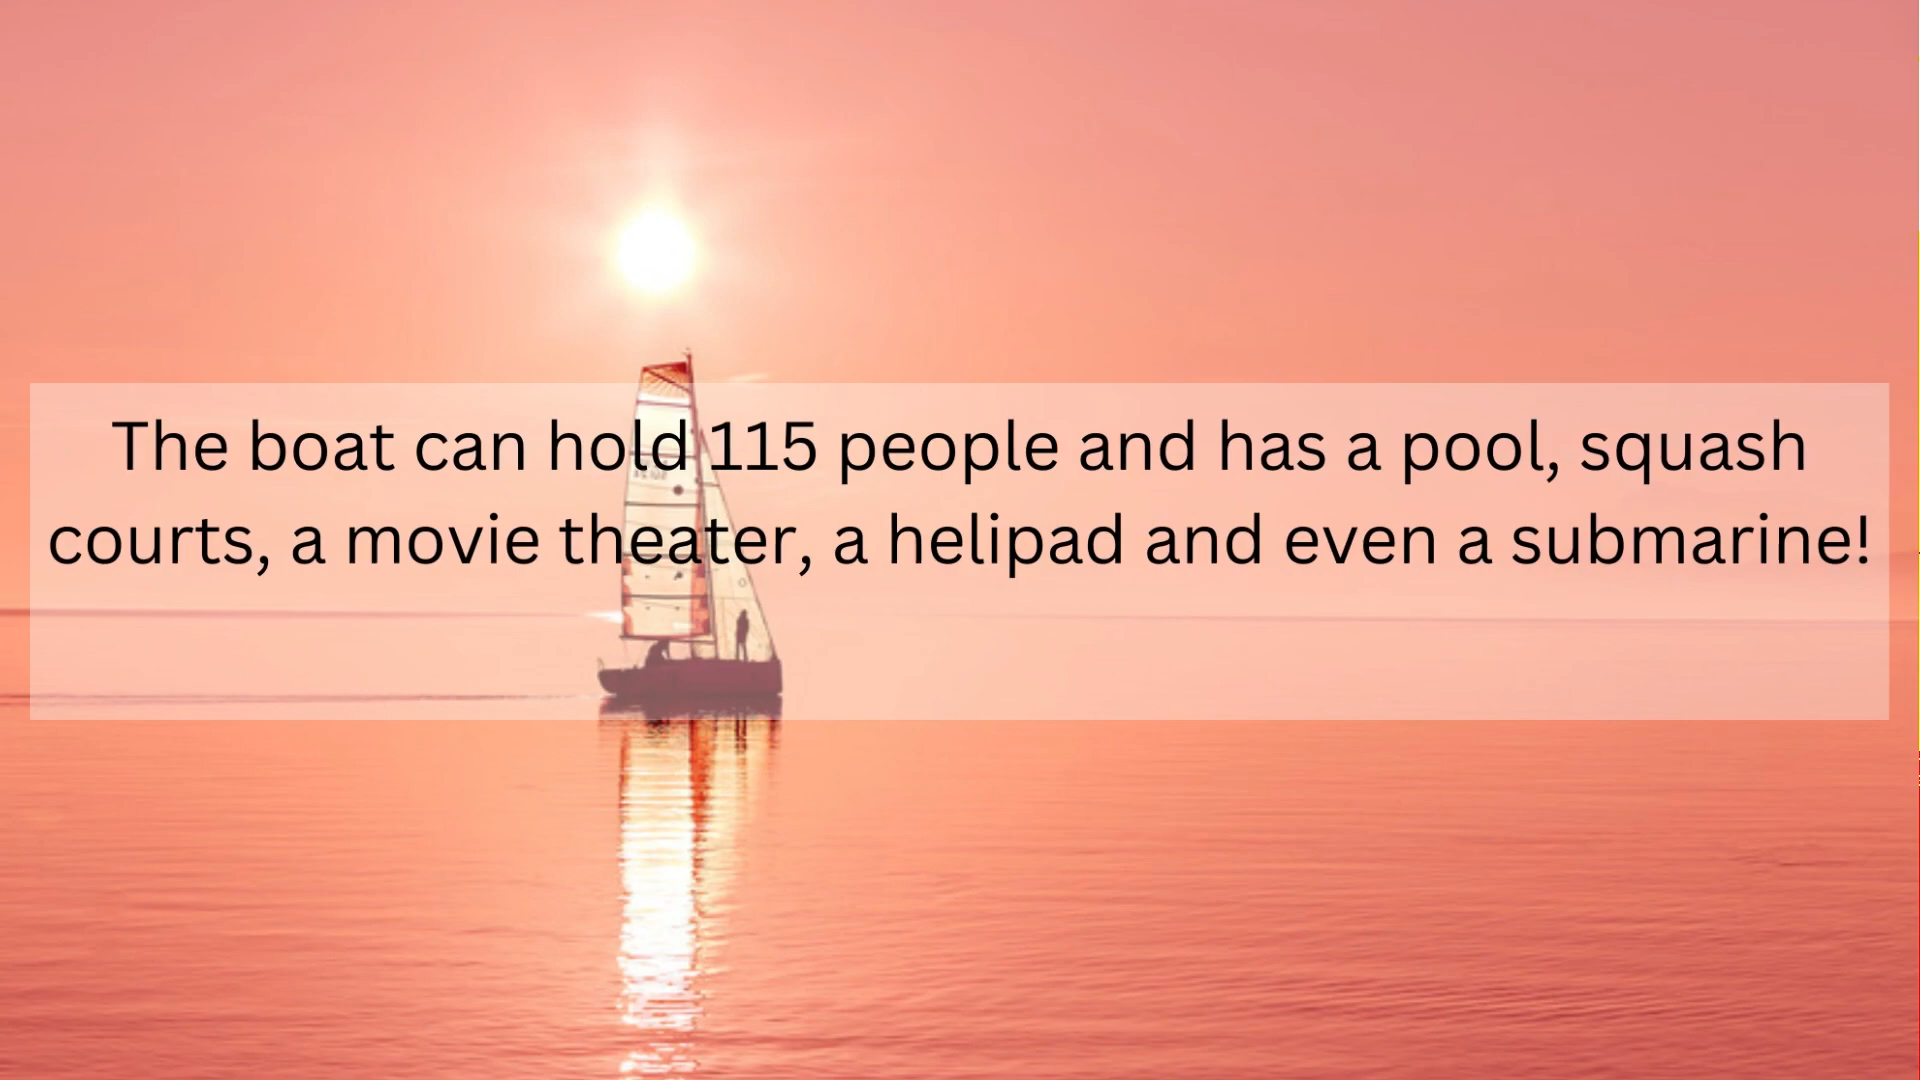 The boat can hold 115 people and has a pool, squash
courts, a movie theater, a helipad and even a submarine!